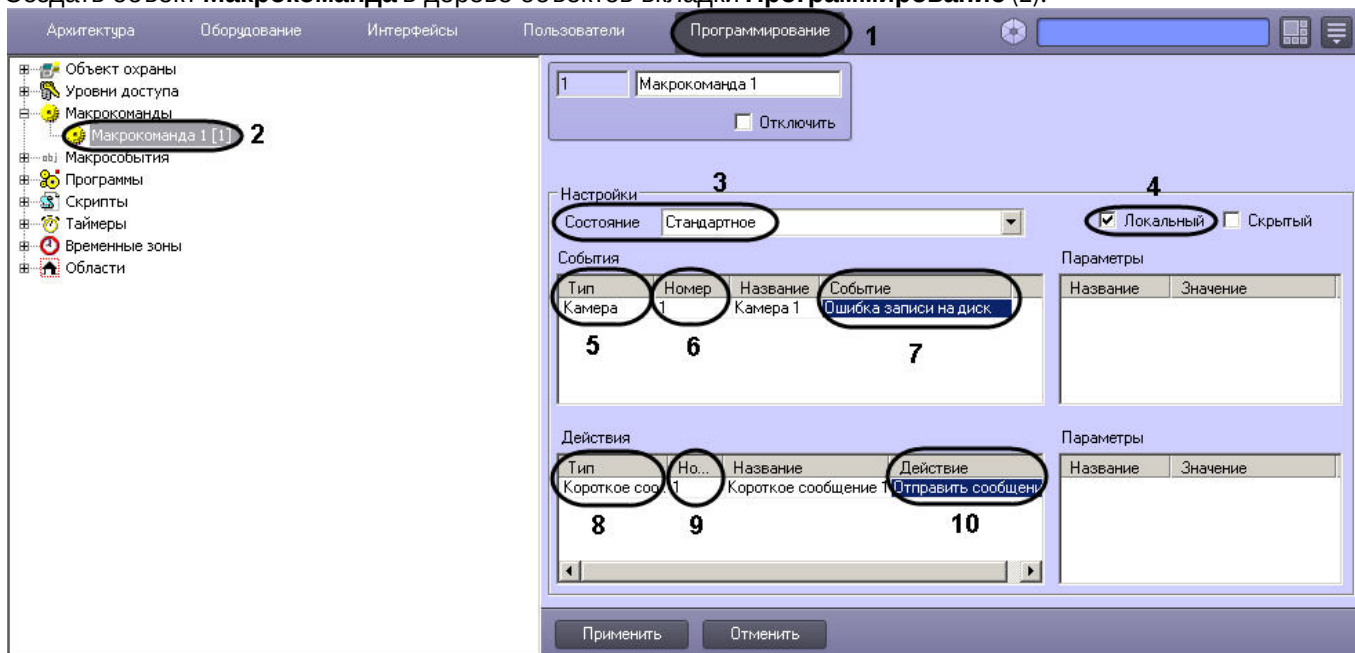 Создать объект Макрокоманда в дереве объектов вкладки Программирование (2).
Архитектура Оборудование Интерфейсы Пользователи Программирование 1
Объект охраны
Уровни доступа
Макрокоманды
Макрокоманда 1 [1] 2
obj Макрособытия
Программы
Скрипты
Таймеры
Временные зоны
Области
1 Макрокоманда 1
Отключить
Настройки 3 4
Состояние Стандартное Локальный Скрытый
События Параметры
Тип Номер Название Событие Название Значение
Камера 1 Камера 1 Ошибка записи на диск
5 6 7
Действия Параметры
Тип Но... Название Действие Название Значение
Короткое соо 1 Короткое сообщение 1 Отправить сообщени
8 9 10
Применить Отменить